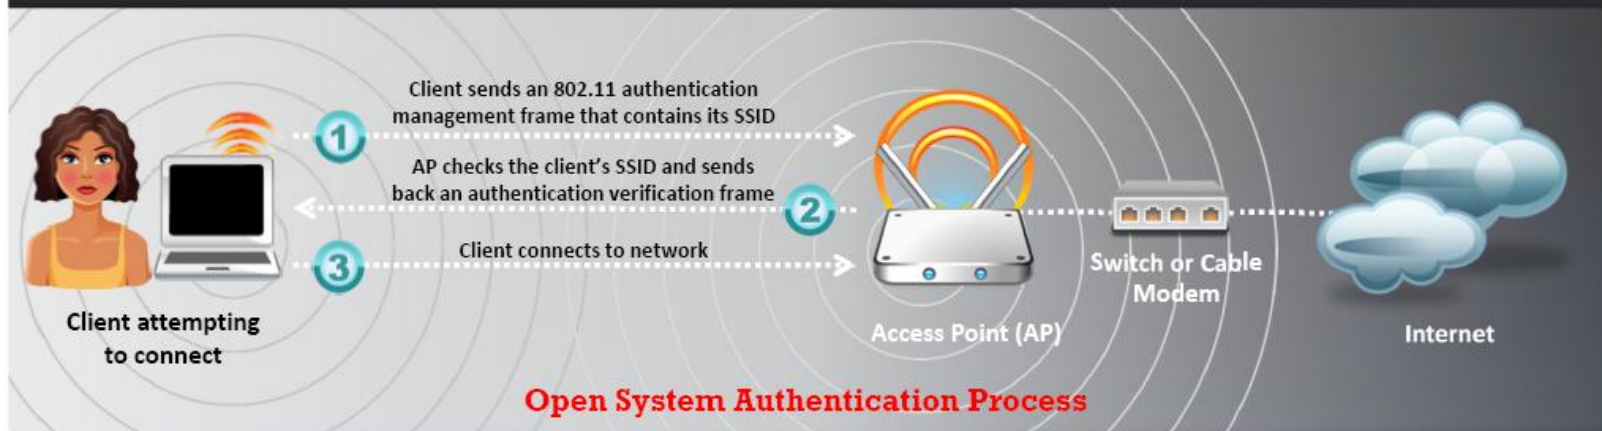 Client sends an 802.11 authentication
management frame that contains its SSID
1
AP checks the client’s SSID and sends
back an authentication verification frame
2
Client connects to network
3
Client attempting
to connect
Access Point (AP)
Switch or Cable
Modem
Internet
Open System Authentication Process